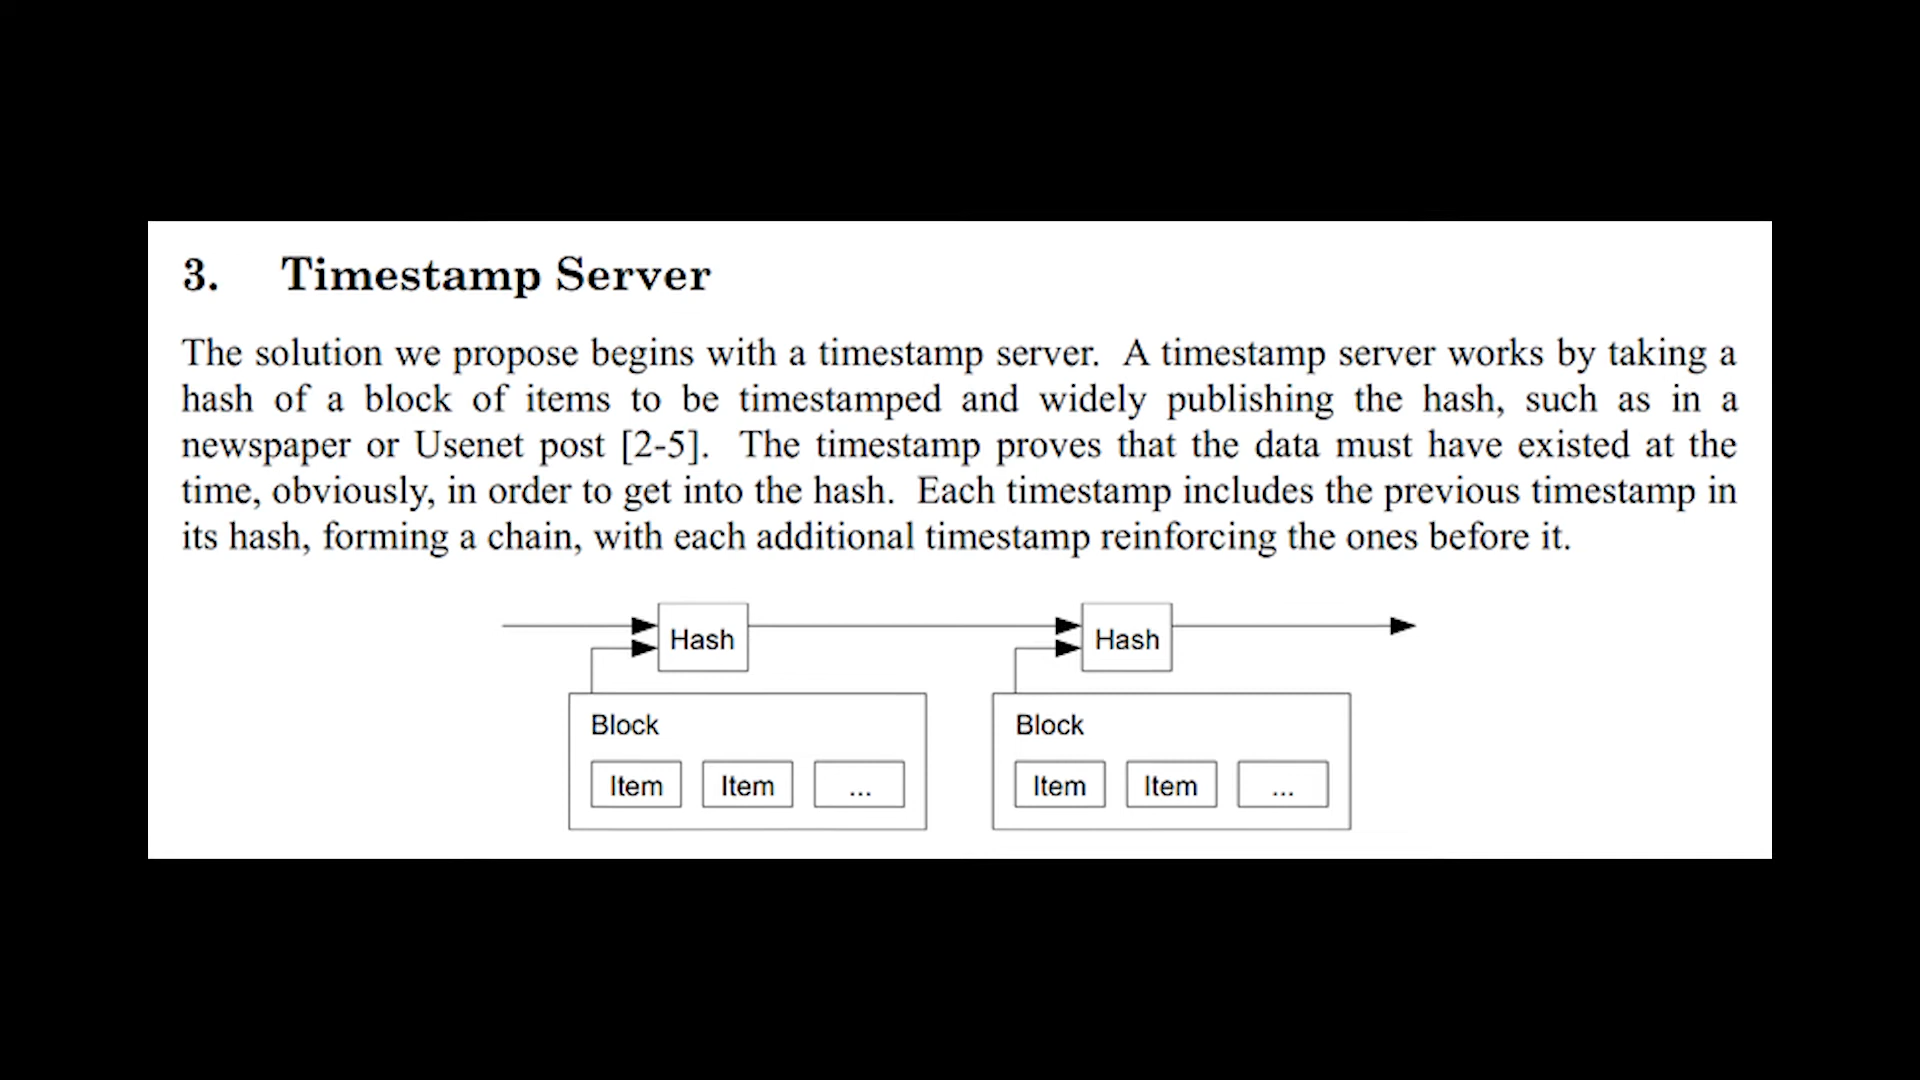 3. Timestamp Server
The solution we propose begins with a timestamp server. A timestamp server works by taking a
hash of a block of items to be timestamped and widely publishing the hash, such as in a
newspaper or Usenet post [2-5]. The timestamp proves that the data must have existed at the
time, obviously, in order to get into the hash. Each timestamp includes the previous timestamp in
its hash, forming a chain, with each additional timestamp reinforcing the ones before it.
Hash Hash
Block Block
Item Item ... Item Item ...